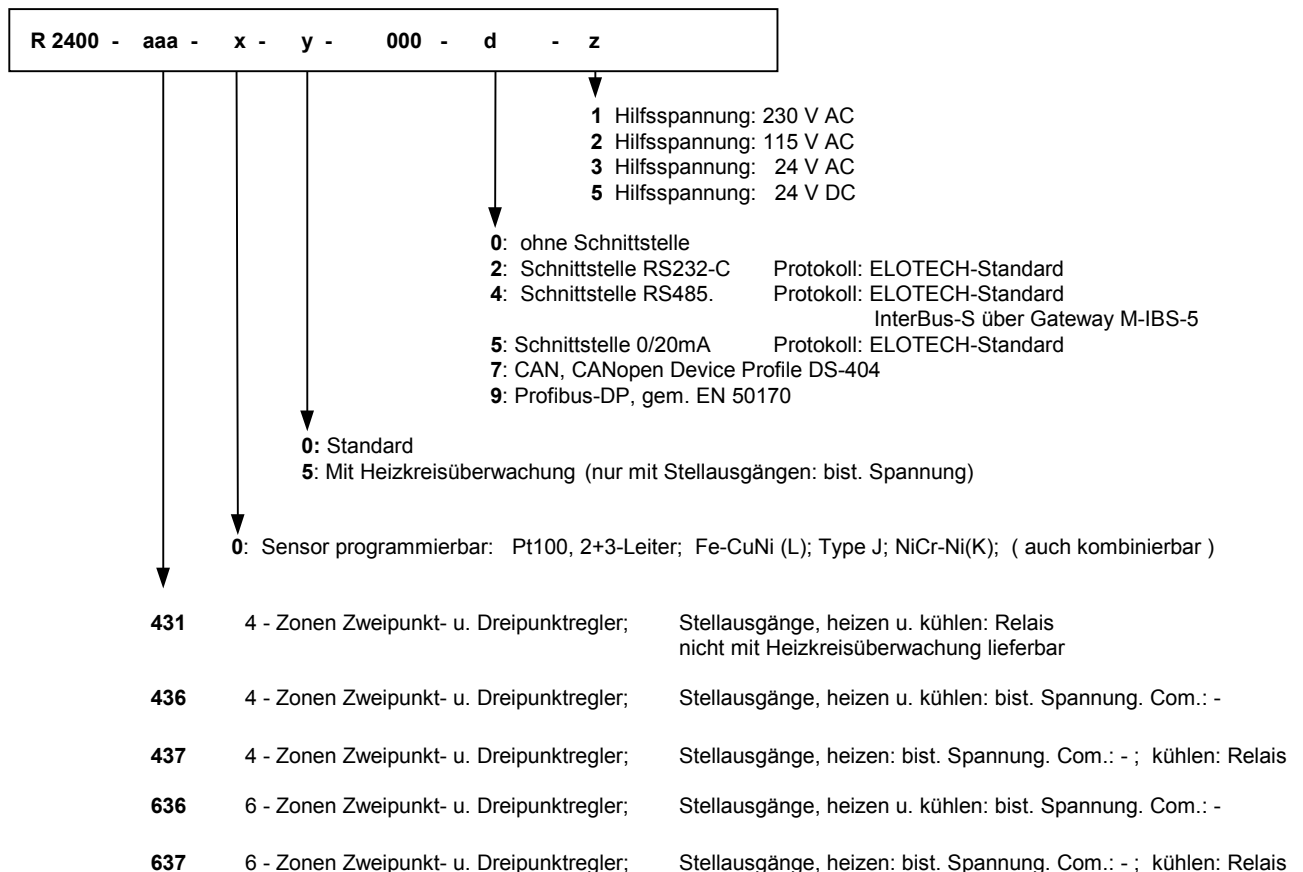 R 2400 - aaa - x - y - 000 - d - z
1 Hilfsspannung: 230 V AC
2 Hilfsspannung: 115 V AC
3 Hilfsspannung: 24 V AC
5 Hilfsspannung: 24 V DC
0: ohne Schnittstelle
2: Schnittstelle RS232-C Protokoll: ELOTECH-Standard
4: Schnittstelle RS485. Protokoll: ELOTECH-Standard
InterBus-S über Gateway M-IBS-5
5: Schnittstelle 0/20mA Protokoll: ELOTECH-Standard
7: CAN, CANopen Device Profile DS-404
9: Profibus-DP, gem. EN 50170
0: Standard
5: Mit Heizkreisüberwachung (nur mit Stellausgängen: bist. Spannung)
0: Sensor programmierbar: Pt100, 2+3-Leiter; Fe-CuNi (L); Type J; NiCr-Ni(K); ( auch kombinierbar )
431 4 - Zonen Zweipunkt- u. Dreipunktregler; Stellausgänge, heizen u. kühlen: Relais
nicht mit Heizkreisüberwachung lieferbar
436 4 - Zonen Zweipunkt- u. Dreipunktregler; Stellausgänge, heizen u. kühlen: bist. Spannung. Com.: -
437 4 - Zonen Zweipunkt- u. Dreipunktregler; Stellausgänge, heizen: bist. Spannung. Com.: - ; kühlen: Relais
636 6 - Zonen Zweipunkt- u. Dreipunktregler; Stellausgänge, heizen u. kühlen: bist. Spannung. Com.: -
637 6 - Zonen Zweipunkt- u. Dreipunktregler; Stellausgänge, heizen: bist. Spannung. Com.: - ; kühlen: Relais